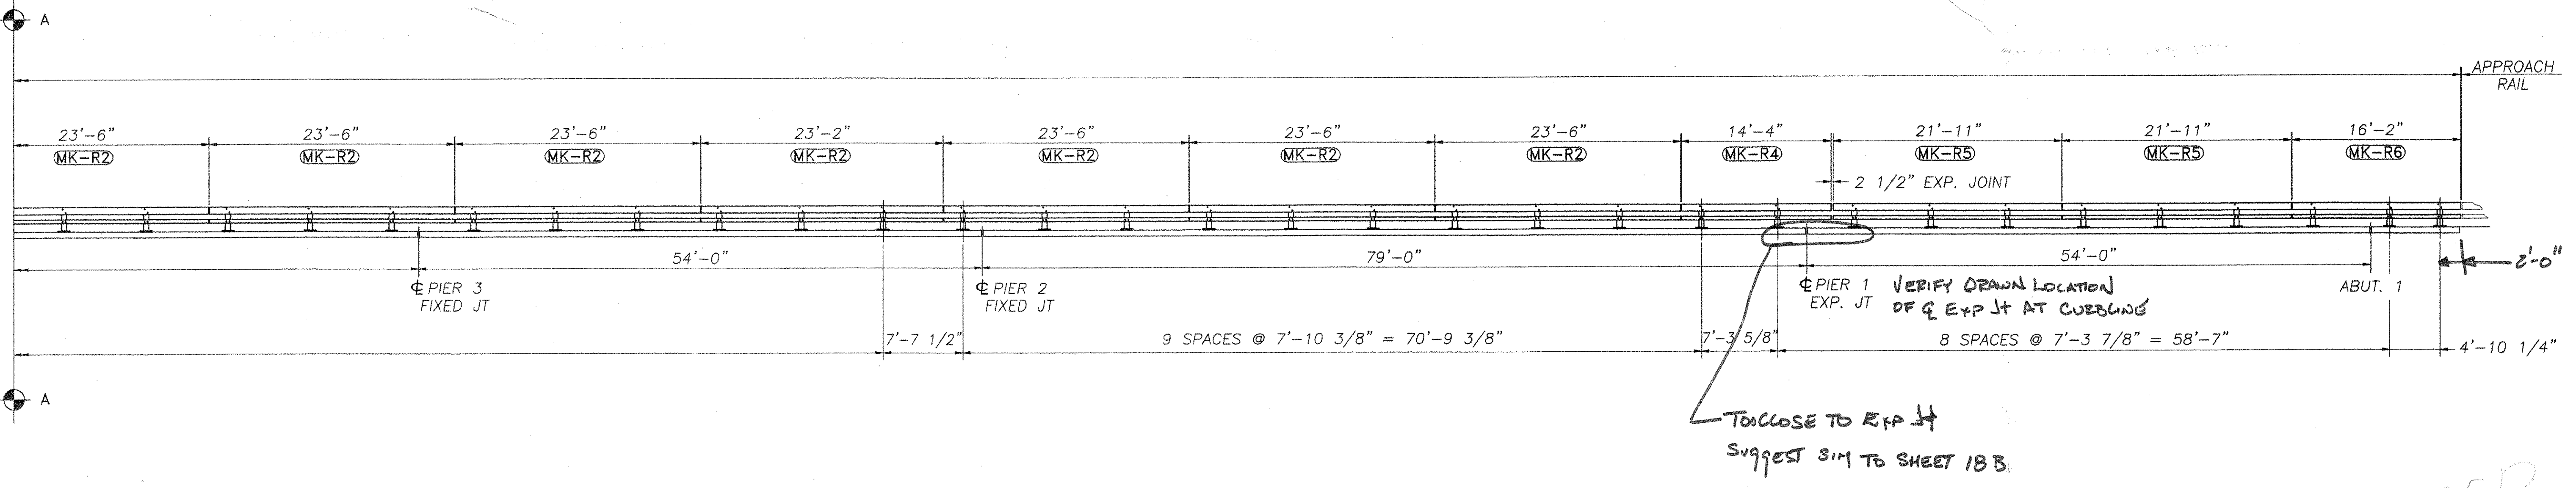 A
APPROACH
RAIL
23'-6" 23'-6" 23'-6" 23'-2" 23'-6" 23'-6" 23'-6" 14'-4" 21'-11" 21'-11" 16'-2"
MK-R2 MK-R2 MK-R2 MK-R2 MK-R2 MK-R2 MK-R2 MK-R4 MK-R5 MK-R5 MK-R6
2 1/2" EXP. JOINT
54'-0" 79'-0" 54'-0" 2'-0"
℄ PIER 3
FIXED JT
℄ PIER 2
FIXED JT
℄ PIER 1
EXP. JT
VERIFY DRAWN LOCATION
OF ℄ EXP Jt AT CURBLINE
ABUT. 1
7'-7 1/2" 9 SPACES @ 7'-10 3/8" = 70'-9 3/8" 7'-3 5/8" 8 SPACES @ 7'-3 7/8" = 58'-7" 4'-10 1/4"
A
TOO CLOSE TO EXP Jt
SUGGEST SIM TO SHEET 18B